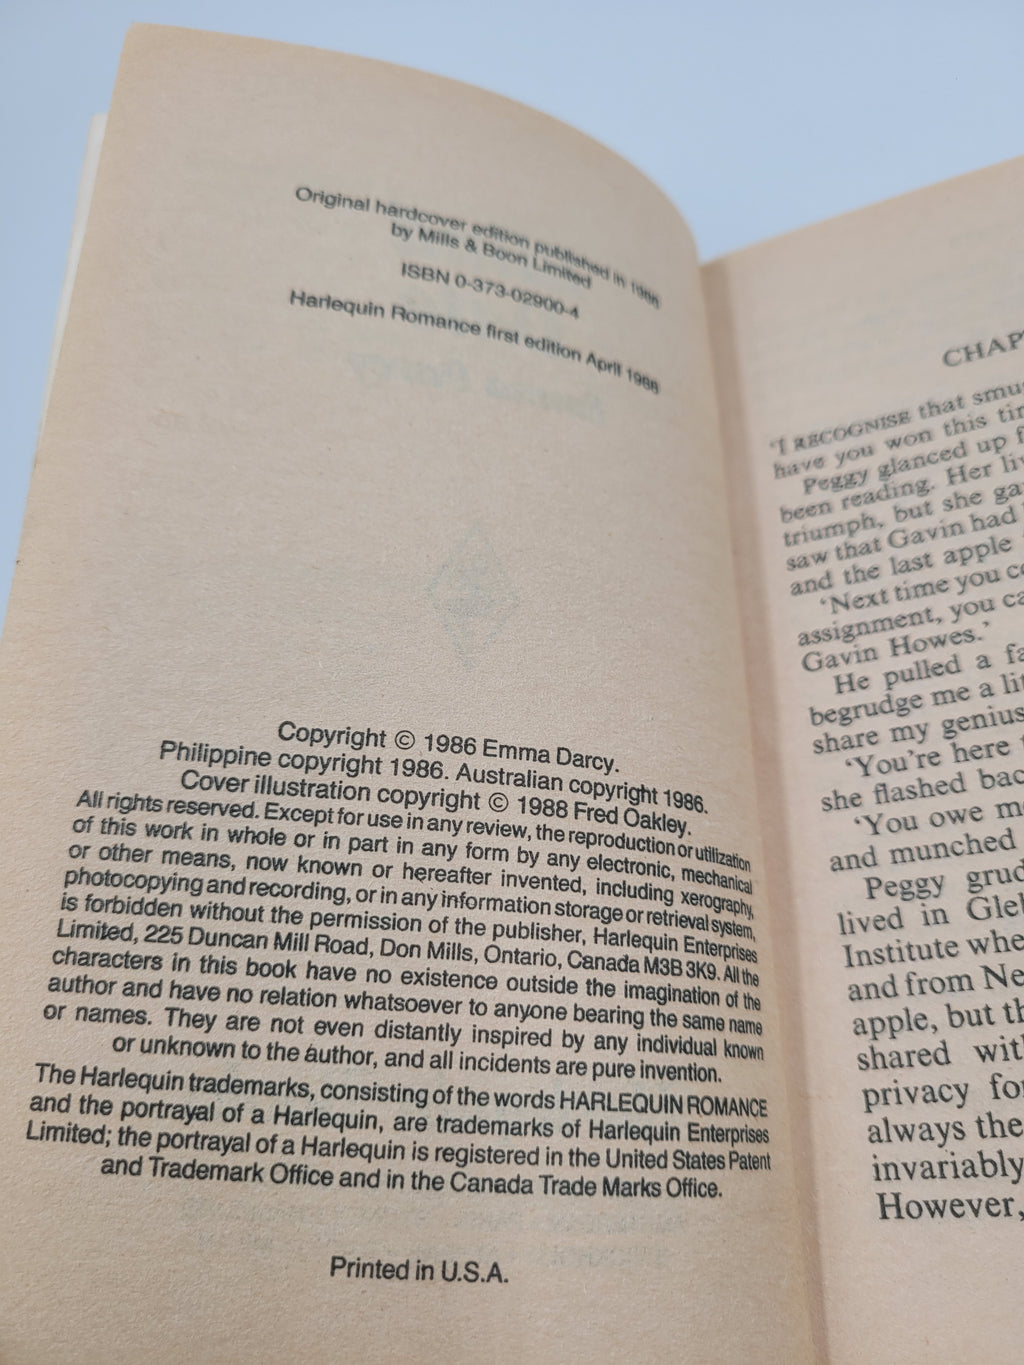 Original hardcover edition published in 1986
by Mills & Boon Limited
ISBN 0-373-02900-4
Harlequin Romance first edition April 1988
Copyright © 1986 Emma Darcy.
Philippine copyright 1986. Australian copyright 1986.
Cover illustration copyright © 1988 Fred Oakley.
All rights reserved. Except for use in any review, the reproduction or utilization
of this work in whole or in part in any form by any electronic, mechanical
or other means, now known or hereafter invented, including xerography,
photocopying and recording, or in any information storage or retrieval system,
is forbidden without the permission of the publisher, Harlequin Enterprises
Limited, 225 Duncan Mill Road, Don Mills, Ontario, Canada M3B 3K9. All the
characters in this book have no existence outside the imagination of the
author and have no relation whatsoever to anyone bearing the same name
or names. They are not even distantly inspired by any individual known
or unknown to the author, and all incidents are pure invention.
The Harlequin trademarks, consisting of the words HARLEQUIN ROMANCE
and the portrayal of a Harlequin, are trademarks of Harlequin Enterprises
Limited; the portrayal of a Harlequin is registered in the United States Patent
and Trademark Office and in the Canada Trade Marks Office.
Printed in U.S.A.
CHAP
'I RECOGNISE that smu
have you won this tim
Peggy glanced up f
been reading. Her liv
triumph, but she ga
saw that Gavin had
and the last apple
'Next time you co
assignment, you ca
Gavin Howes.'
He pulled a fa
begrudge me a lit
share my genius
'You're here
she flashed bac
'You owe me
and munched
Peggy grud
lived in Gle
Institute whe
and from Ne
apple, but th
shared wit
privacy fo
always the
invariably
However,